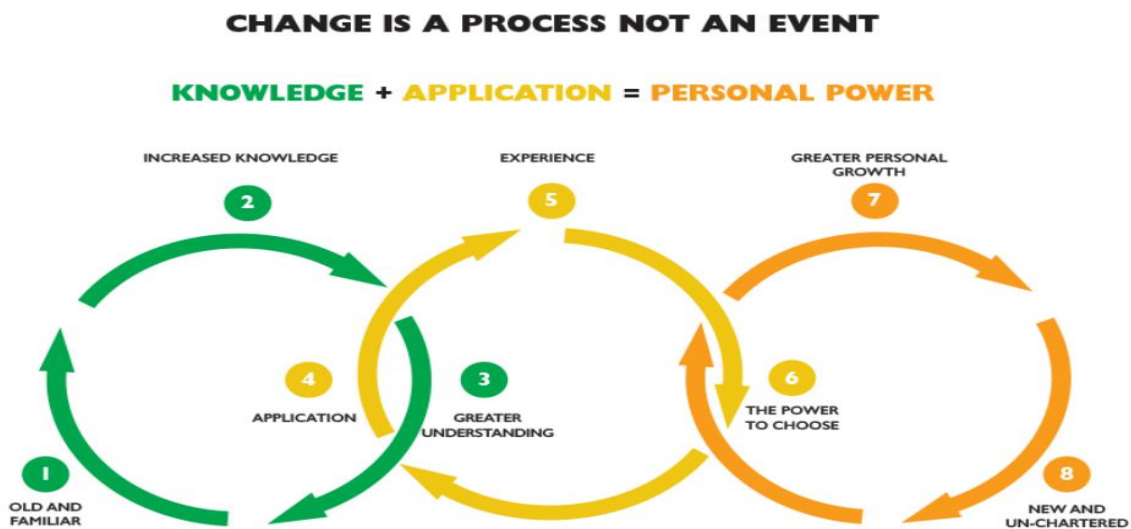 CHANGE IS A PROCESS NOT AN EVENT
KNOWLEDGE + APPLICATION = PERSONAL POWER
INCREASED KNOWLEDGE
2
EXPERIENCE
5
GREATER PERSONAL
GROWTH
7
4
APPLICATION
3
GREATER
UNDERSTANDING
6
THE POWER
TO CHOOSE
1
OLD AND
FAMILIAR
8
NEW AND
UN-CHARTERED